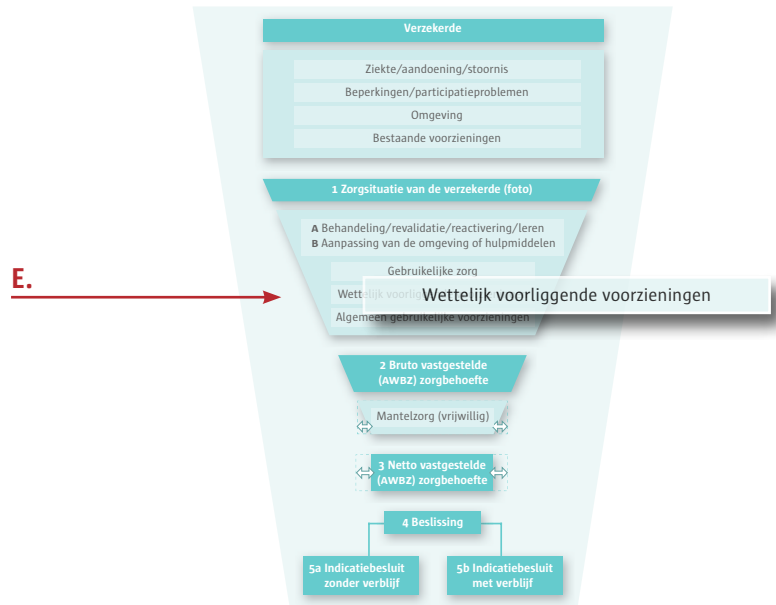 Verzekerde
Ziekte/aandoening/stoornis
Beperkingen/participatieproblemen
Omgeving
Bestaande voorzieningen
1 Zorgsituatie van de verzekerde (foto)
A Behandeling/revalidatie/reactivering/leren
B Aanpassing van de omgeving of hulpmiddelen
Gebruikelijke zorg
E.
Wettelijk voorliggende voorzieningen
Algemeen gebruikelijke voorzieningen
2 Bruto vastgestelde
(AWBZ) zorgbehoefte
Mantelzorg (vrijwillig)
3 Netto vastgestelde
(AWBZ) zorgbehoefte
4 Beslissing
5a Indicatiebesluit
zonder verblijf
5b Indicatiebesluit
met verblijf